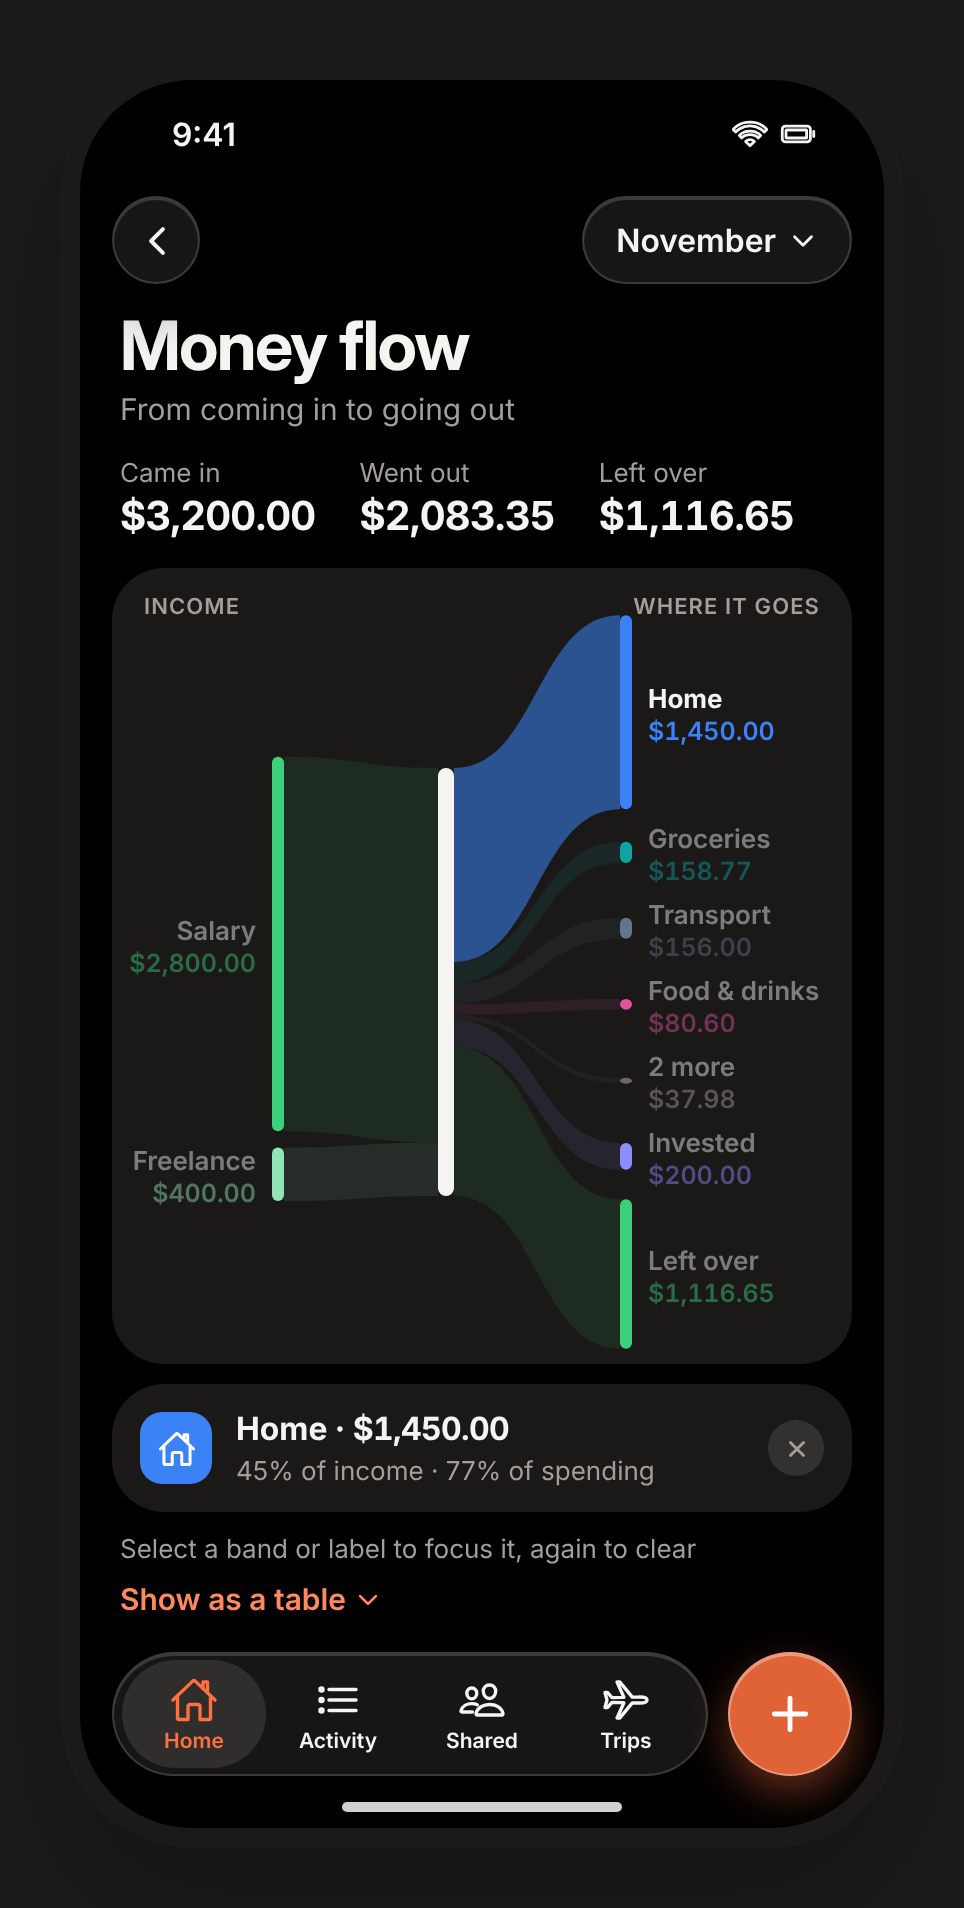 9:41
November
Money flow
From coming in to going out
Came in
$3,200.00
Went out
$2,083.35
Left over
$1,116.65
INCOME
WHERE IT GOES
Home
$1,450.00
Groceries
$158.77
Transport
$156.00
Salary
$2,800.00
Food & drinks
$80.60
2 more
$37.98
Invested
$200.00
Freelance
$400.00
Left over
$1,116.65
Home · $1,450.00
45% of income · 77% of spending
Select a band or label to focus it, again to clear
Show as a table
Home
Activity
Shared
Trips